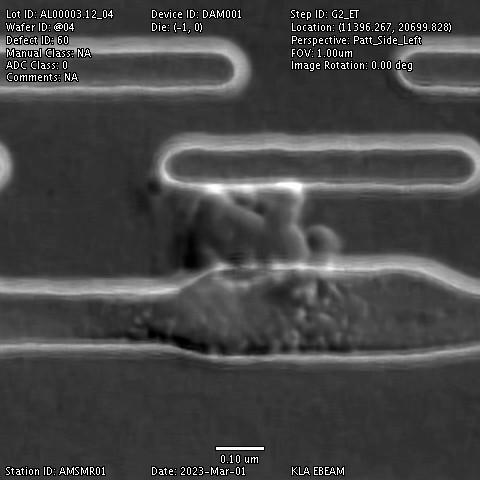 Lot ID: AL00003.12_04
Device ID: DAM001
Step ID: G2_ET
Wafer ID: @04
Die: (-1, 0)
Location: (11396.267, 20699.828)
Defect ID: 60
Perspective: Patt_Side_Left
Manual Class: NA
FOV: 1.00um
ADC Class: 0
Image Rotation: 0.00 deg
Comments: NA
0.10 um
Station ID: AMSMR01
Date: 2023-Mar-01
KLA EBEAM